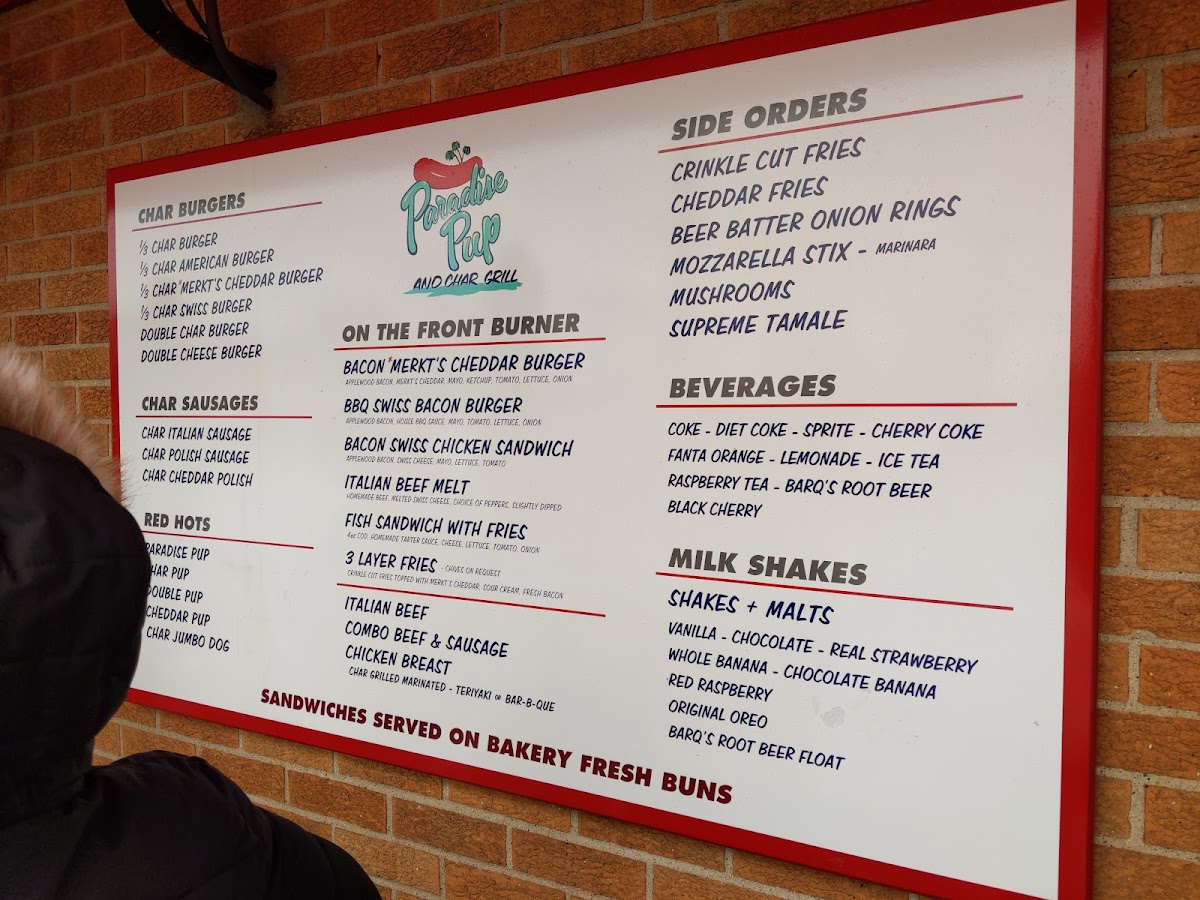 CHAR BURGERS
⅓ CHAR BURGER
⅓ CHAR AMERICAN BURGER
⅓ CHAR *MERKT'S CHEDDAR BURGER
⅓ CHAR SWISS BURGER
DOUBLE CHAR BURGER
DOUBLE CHEESE BURGER
CHAR SAUSAGES
CHAR ITALIAN SAUSAGE
CHAR POLISH SAUSAGE
CHAR CHEDDAR POLISH
RED HOTS
PARADISE PUP
CHAR PUP
DOUBLE PUP
CHEDDAR PUP
CHAR JUMBO DOG
Paradise
Pup
AND CHAR GRILL
ON THE FRONT BURNER
BACON *MERKT'S CHEDDAR BURGER
APPLEWOOD BACON, MERKT'S CHEDDAR, MAYO, KETCHUP, TOMATO, LETTUCE, ONION
BBQ SWISS BACON BURGER
APPLEWOOD BACON, HOUSE BBQ SAUCE, MAYO, TOMATO, LETTUCE, ONION
BACON SWISS CHICKEN SANDWICH
APPLEWOOD BACON, SWISS CHEESE, MAYO, LETTUCE, TOMATO
ITALIAN BEEF MELT
HOMEMADE BEEF, MELTED SWISS CHEESE, CHOICE OF PEPPERS, SLIGHTLY DIPPED
FISH SANDWICH WITH FRIES
4oz COD, HOMEMADE TARTER SAUCE, CHEESE, LETTUCE, TOMATO, ONION
3 LAYER FRIES - CHIVES ON REQUEST
CRINKLE CUT FRIES TOPPED WITH MERKT'S CHEDDAR, SOUR CREAM, FRESH BACON
ITALIAN BEEF
COMBO BEEF & SAUSAGE
CHICKEN BREAST
CHAR GRILLED MARINATED - TERIYAKI OR BAR-B-QUE
SIDE ORDERS
CRINKLE CUT FRIES
CHEDDAR FRIES
BEER BATTER ONION RINGS
MOZZARELLA STIX - MARINARA
MUSHROOMS
SUPREME TAMALE
BEVERAGES
COKE - DIET COKE - SPRITE - CHERRY COKE
FANTA ORANGE - LEMONADE - ICE TEA
RASPBERRY TEA - BARQ'S ROOT BEER
BLACK CHERRY
MILK SHAKES
SHAKES + MALTS
VANILLA - CHOCOLATE - REAL STRAWBERRY
WHOLE BANANA - CHOCOLATE BANANA
RED RASPBERRY
ORIGINAL OREO
BARQ'S ROOT BEER FLOAT
SANDWICHES SERVED ON BAKERY FRESH BUNS